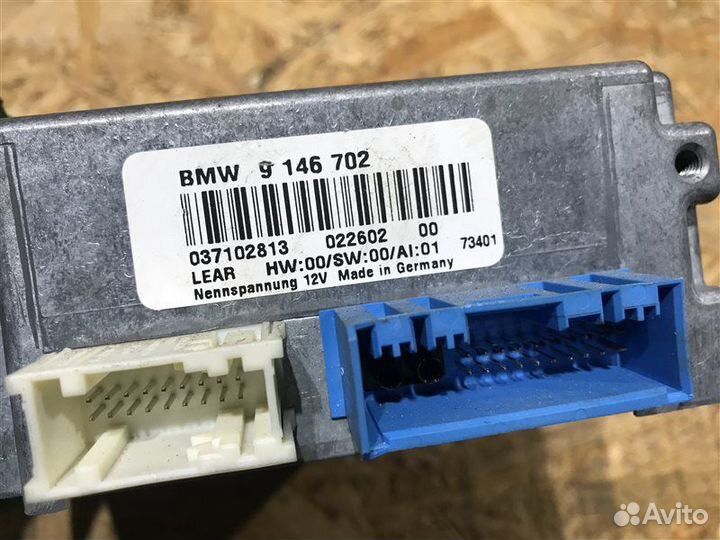 BMW 9 146 702
037102813 022602 00
LEAR HW:00/SW:00/AI:01 73401
Nennspannung 12V Made in Germany
Avito